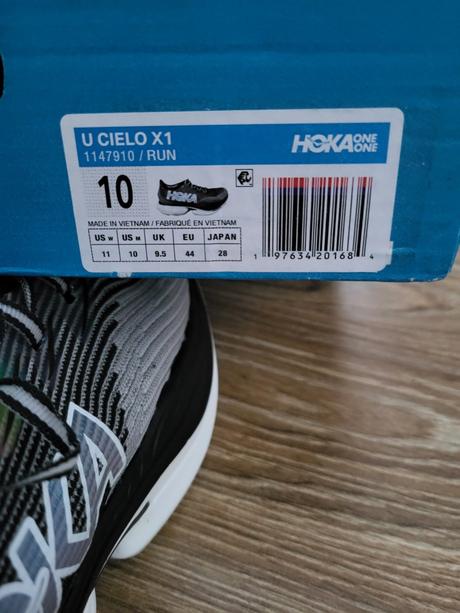 U CIELO X1
1147910 / RUN
HOKA ONE ONE
10
HOKA
MADE IN VIETNAM / FABRIQUÉ EN VIETNAM
US W US M UK EU JAPAN
11 10 9.5 44 28
1 97634 20168 4